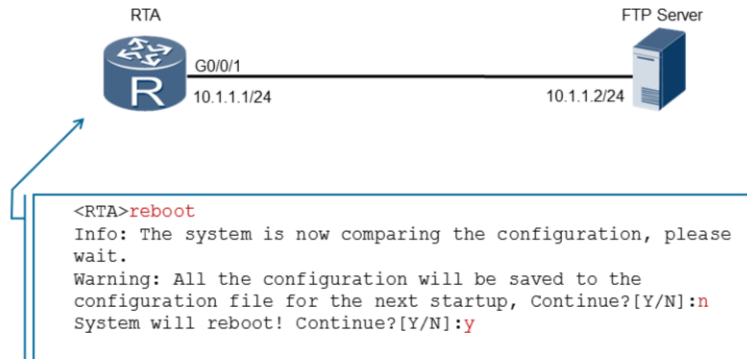 RTA
FTP Server
R
G0/0/1
10.1.1.1/24
10.1.1.2/24
<RTA>reboot
Info: The system is now comparing the configuration, please
wait.
Warning: All the configuration will be saved to the
configuration file for the next startup, Continue?[Y/N]:n
System will reboot! Continue?[Y/N]:y